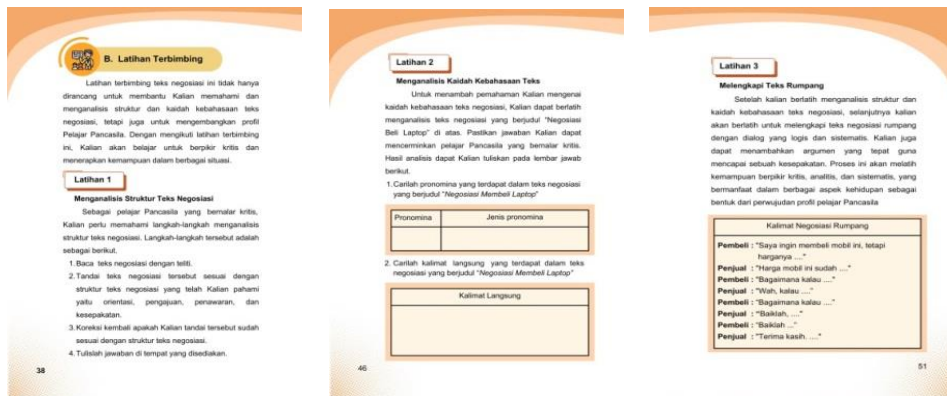 B. Latihan Terbimbing
Latihan terbimbing teks negosiasi ini tidak hanya
dirancang untuk membantu Kalian memahami dan
menganalisis struktur dan kaidah kebahasaan teks
negosiasi, tetapi juga untuk mengembangkan profil
Pelajar Pancasila. Dengan mengikuti latihan terbimbing
ini, Kalian akan belajar untuk berpikir kritis dan
menerapkan kemampuan dalam berbagai situasi.
Latihan 1
Menganalisis Struktur Teks Negosiasi
Sebagai pelajar Pancasila yang bernalar kritis,
Kalian perlu memahami langkah-langkah menganalisis
struktur teks negosiasi. Langkah-langkah tersebut adalah
sebagai berikut.
1. Baca teks negosiasi dengan teliti.
2. Tandai teks negosiasi tersebut sesuai dengan
struktur teks negosiasi yang telah Kalian pahami
yaitu orientasi, pengajuan, penawaran, dan
kesepakatan.
3. Koreksi kembali apakah Kalian tandai tersebut sudah
sesuai dengan struktur teks negosiasi.
4. Tulislah jawaban di tempat yang disediakan.
38
Latihan 2
Menganalisis Kaidah Kebahasaan Teks
Untuk menambah pemahaman Kalian mengenai
kaidah kebahasaan teks negosiasi, Kalian dapat berlatih
menganalisis teks negosiasi yang berjudul "Negosiasi
Beli Laptop" di atas. Pastikan jawaban Kalian dapat
mencerminkan pelajar Pancasila yang bernalar kritis.
Hasil analisis dapat Kalian tuliskan pada lembar jawab
berikut.
1. Carilah pronomina yang terdapat dalam teks negosiasi
yang berjudul "Negosiasi Membeli Laptop"
Pronomina Jenis pronomina
2. Carilah kalimat langsung yang terdapat dalam teks
negosiasi yang berjudul "Negosiasi Membeli Laptop"
Kalimat Langsung
46
Latihan 3
Melengkapi Teks Rumpang
Setelah kalian berlatih menganalisis struktur dan
kaidah kebahasaan teks negosiasi, selanjutnya kalian
akan berlatih untuk melengkapi teks negosiasi rumpang
dengan dialog yang logis dan sistematis. Kalian juga
dapat menambahkan argumen yang tepat guna
mencapai sebuah kesepakatan. Proses ini akan melatih
kemampuan berpikir kritis, analitis, dan sistematis, yang
bermanfaat dalam berbagai aspek kehidupan sebagai
bentuk dari perwujudan profil pelajar Pancasila
Kalimat Negosiasi Rumpang
Pembeli : "Saya ingin membeli mobil ini, tetapi
harganya ...."
Penjual : "Harga mobil ini sudah ...."
Pembeli : "Bagaimana kalau ...."
Penjual : "Wah, kalau ...."
Pembeli : "Bagaimana kalau ...."
Penjual : "Baiklah, ...."
Pembeli : "Baiklah ..."
Penjual : "Terima kasih. ...."
51